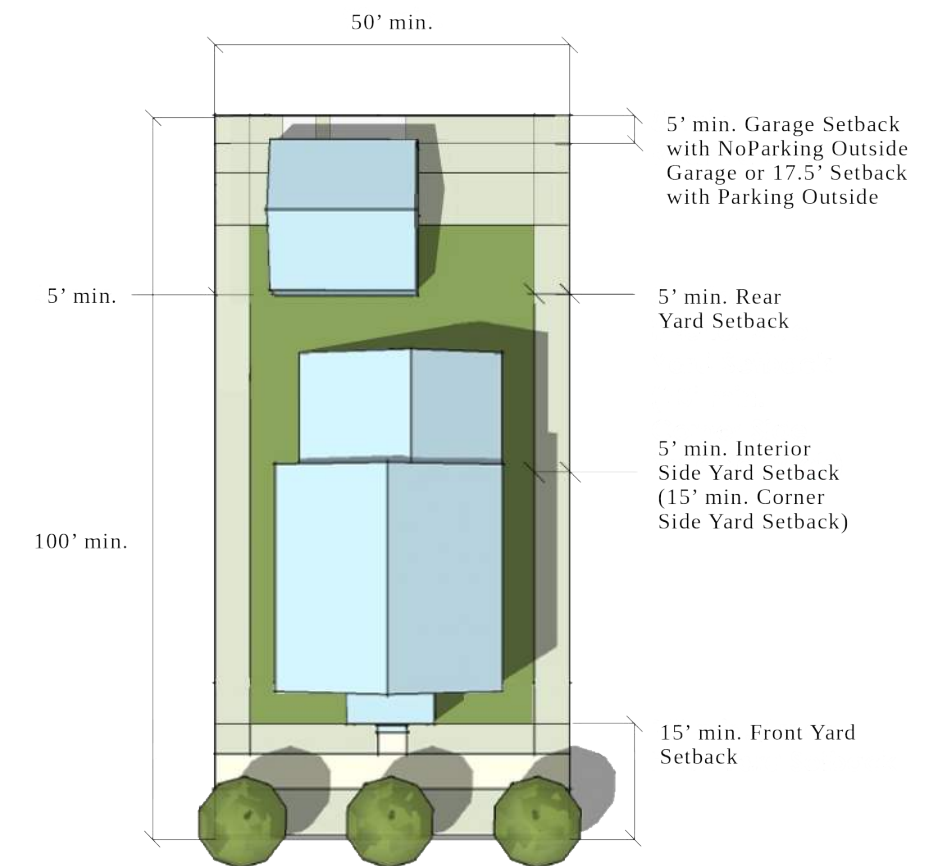 50’ min.
5’ min. Garage Setback
with NoParking Outside
Garage or 17.5’ Setback
with Parking Outside
5’ min.
5’ min. Rear
Yard Setback
5’ min. Interior
Side Yard Setback
(15’ min. Corner
Side Yard Setback)
100’ min.
15’ min. Front Yard
Setback